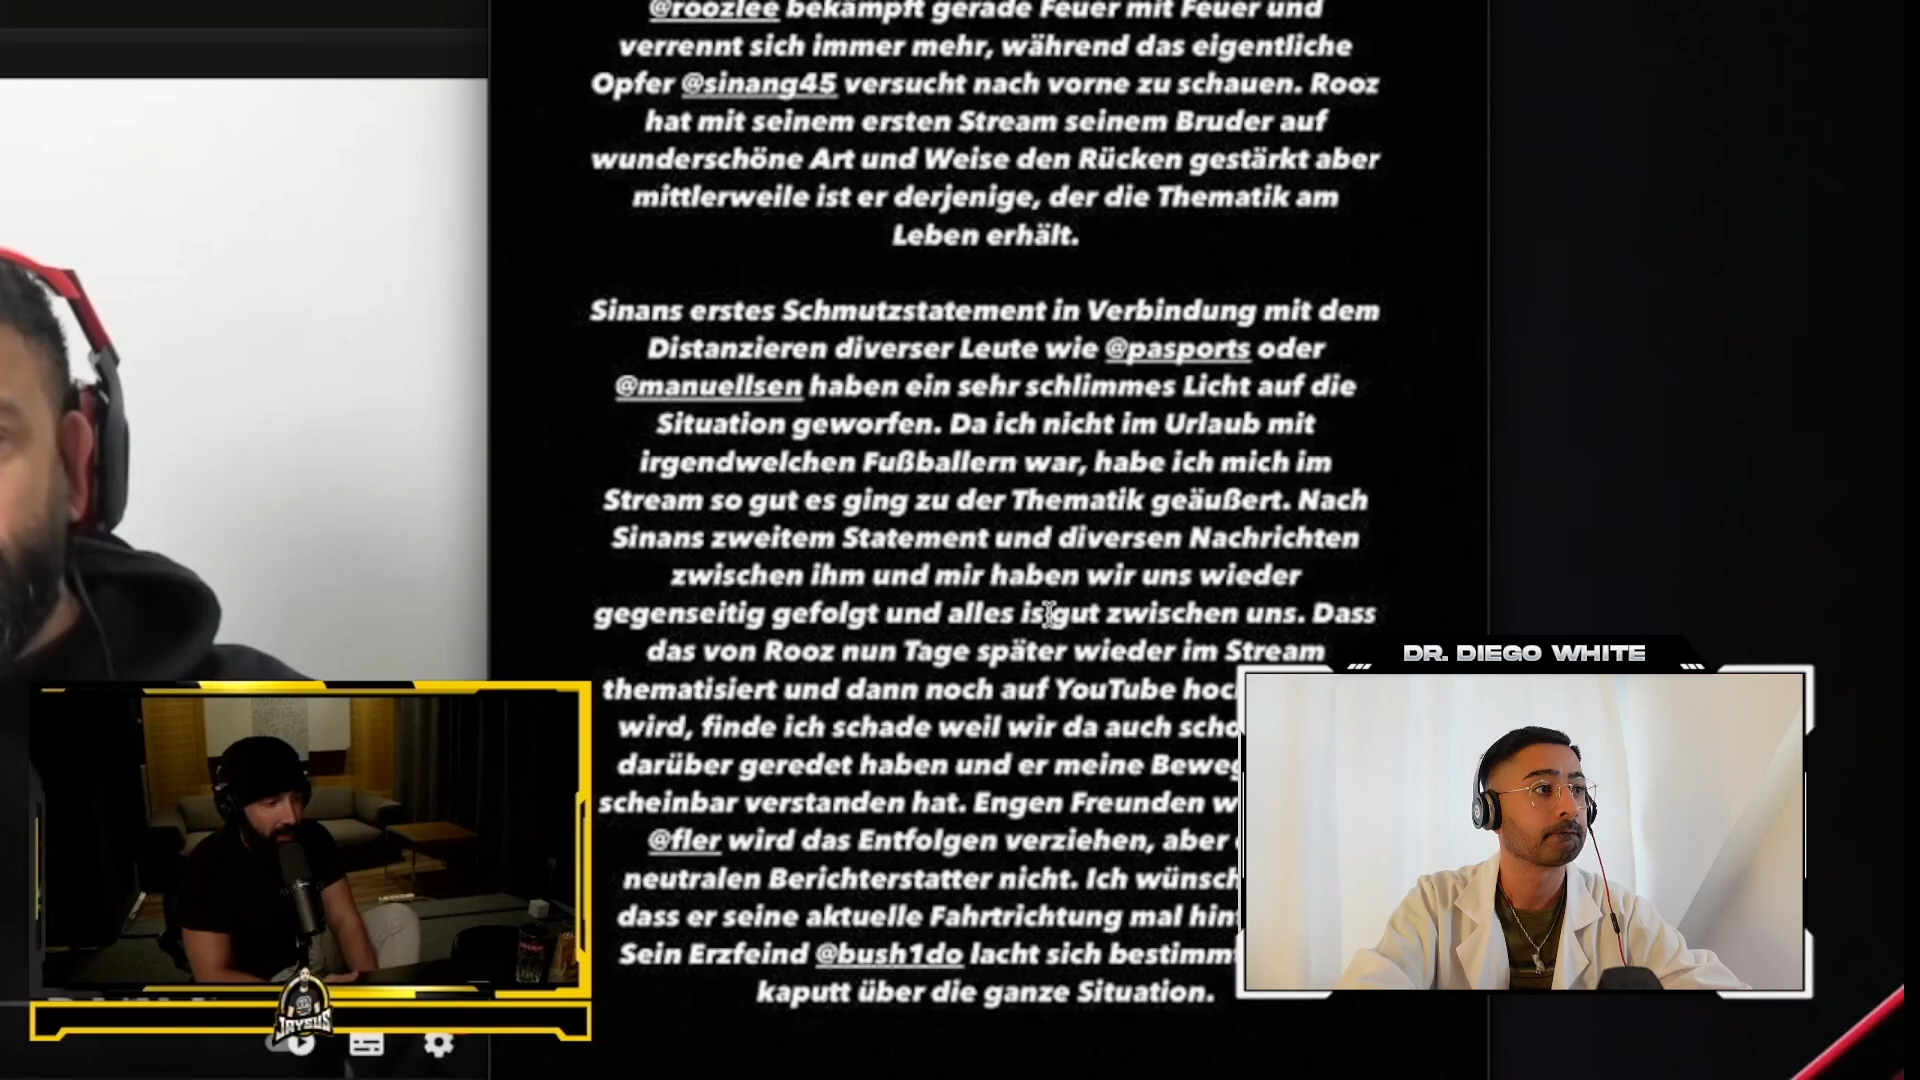 @roozlee bekämpft gerade Feuer mit Feuer und
verrennt sich immer mehr, während das eigentliche
Opfer @sinang45 versucht nach vorne zu schauen. Rooz
hat mit seinem ersten Stream seinem Bruder auf
wunderschöne Art und Weise den Rücken gestärkt aber
mittlerweile ist er derjenige, der die Thematik am
Leben erhält.
Sinans erstes Schmutzstatement in Verbindung mit dem
Distanzieren diverser Leute wie @pasports oder
@manuellsen haben ein sehr schlimmes Licht auf die
Situation geworfen. Da ich nicht im Urlaub mit
irgendwelchen Fußballern war, habe ich mich im
Stream so gut es ging zu der Thematik geäußert. Nach
Sinans zweitem Statement und diversen Nachrichten
zwischen ihm und mir haben wir uns wieder
gegenseitig gefolgt und alles is gut zwischen uns. Dass
das von Rooz nun Tage später wieder im Stream
thematisiert und dann noch auf YouTube
wird, finde ich schade weil wir da auch
darüber geredet haben und er meine
scheinbar verstanden hat. Engen Freunden
@fler wird das Entfolgen verziehen, aber
neutralen Berichterstatter nicht. Ich
dass er seine aktuelle Fahrtrichtung mal
Sein Erzfeind @bush1do lacht sich
kaputt über die ganze Situation.
DR. DIEGO WHITE
JAYSUS